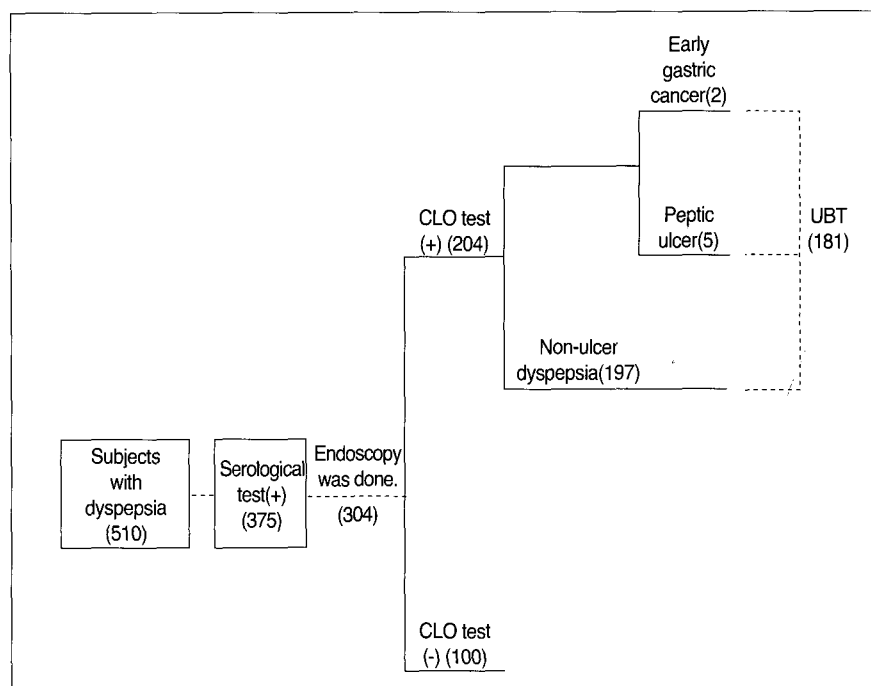 Early
gastric
cancer(2)
CLO test
(+) (204)
Peptic
ulcer(5)
UBT
(181)
Non-ulcer
dyspepsia(197)
Subjects
with
dyspepsia
(510)
Serological
test(+)
(375)
Endoscopy
was done.
(304)
CLO test
(-) (100)